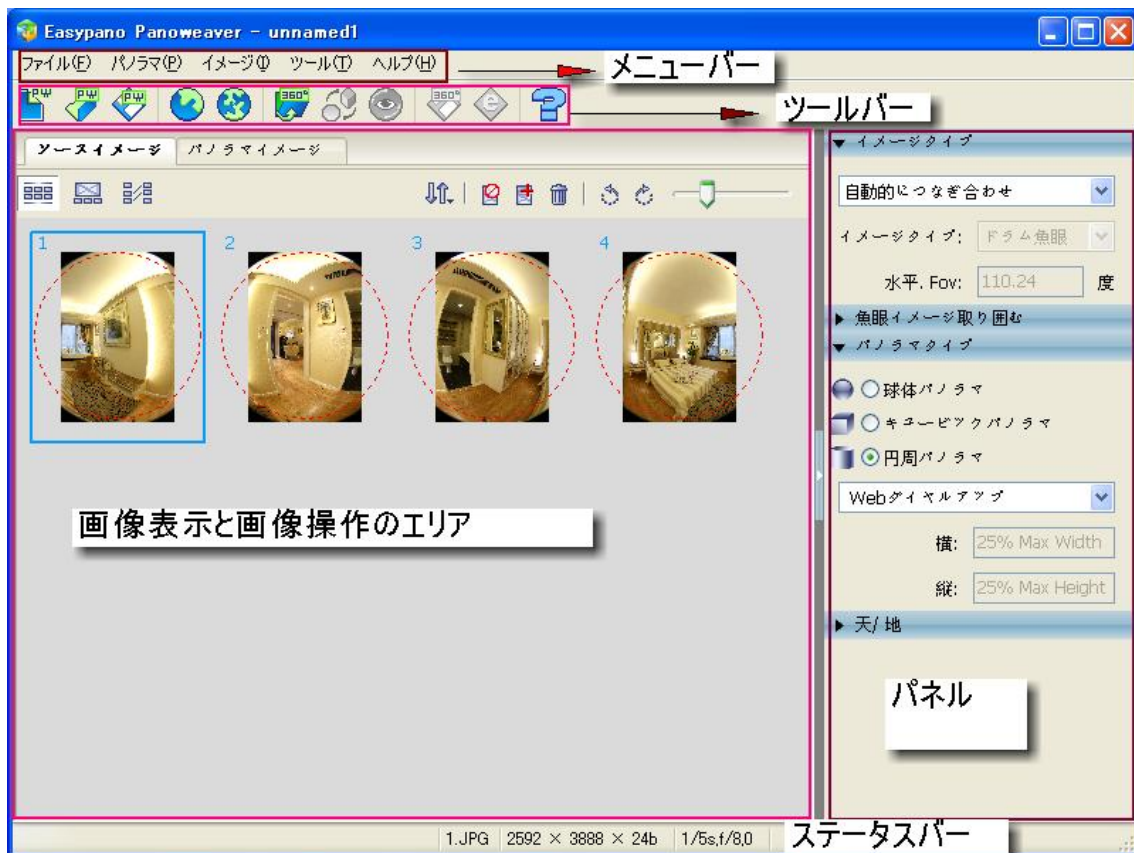 Easypano Panoweaver - unnamed1
ファイル(F) パノラマ(P) イメージ(I) ツール(T) ヘルプ(H)
メニューバー
ツールバー
ソースイメージ パノラマイメージ
1 2 3 4
画像表示と画像操作のエリア
イメージタイプ
自動的につなぎ合わせ
イメージタイプ: ドラム魚眼
水平. Fov: 110.24 度
魚眼イメージ取り囲む
パノラマタイプ
球体パノラマ
キュービックパノラマ
円周パノラマ
Webダイヤルアップ
横: 25% Max Width
縦: 25% Max Height
天/地
パネル
1.JPG 2592 × 3888 × 24b 1/5s,f/8,0
ステータスバー